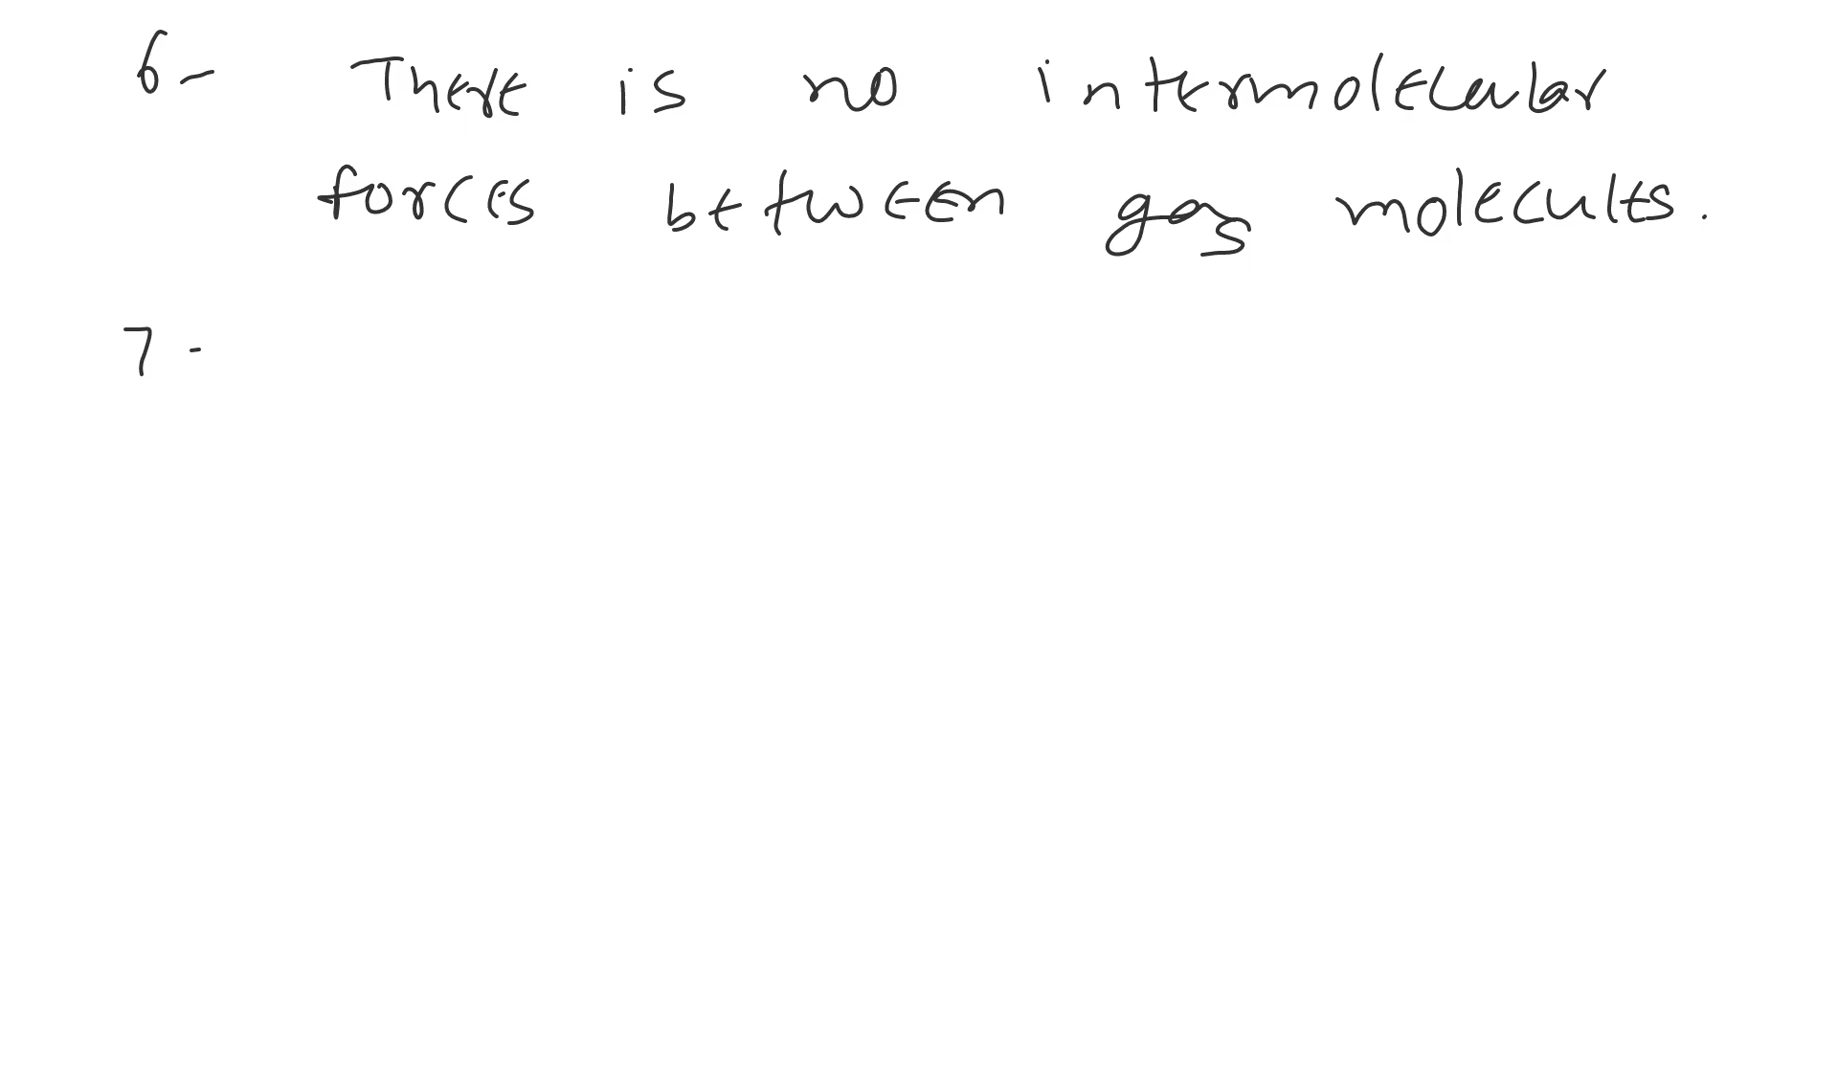 6- There is no intermolecular
forces between gas molecules.
7-